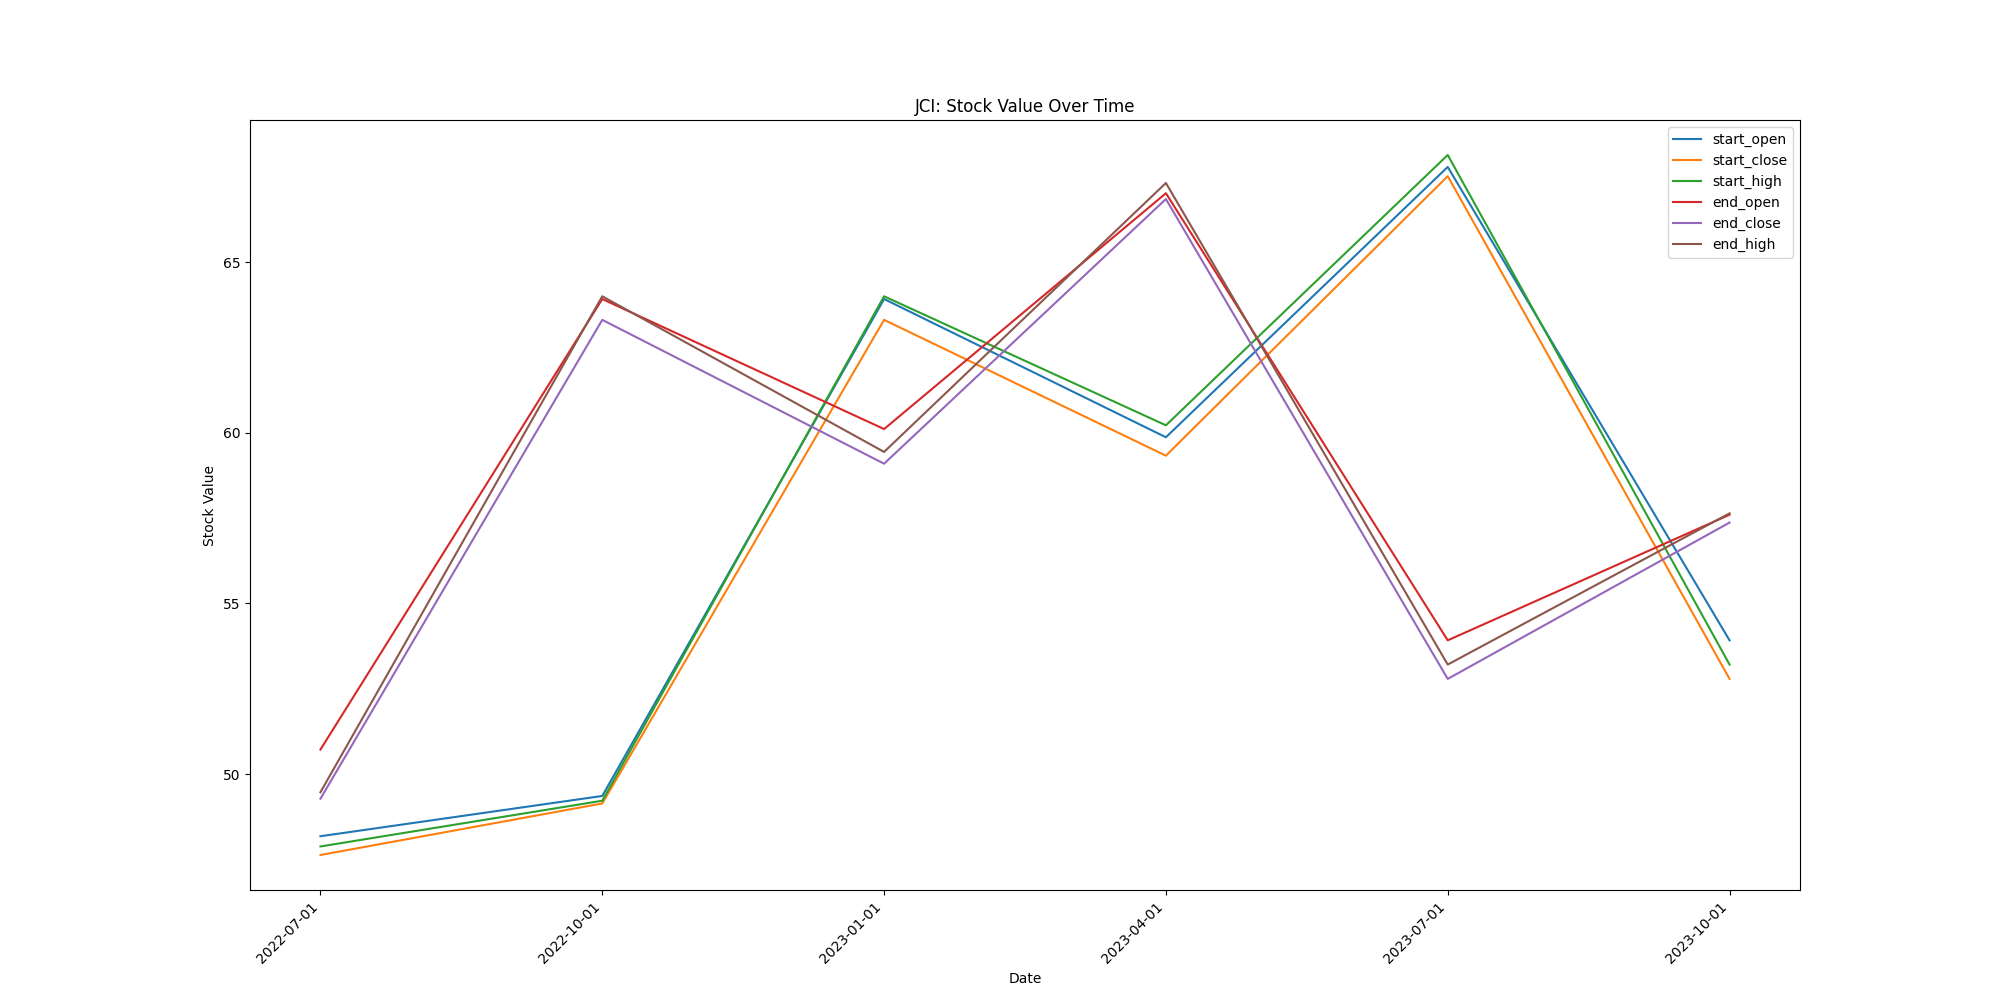 JCI: Stock Value Over Time
start_open
start_close
start_high
end_open
end_close
end_high
Stock Value
65
60
55
50
2022-07-01
2022-10-01
2023-01-01
2023-04-01
2023-07-01
2023-10-01
Date